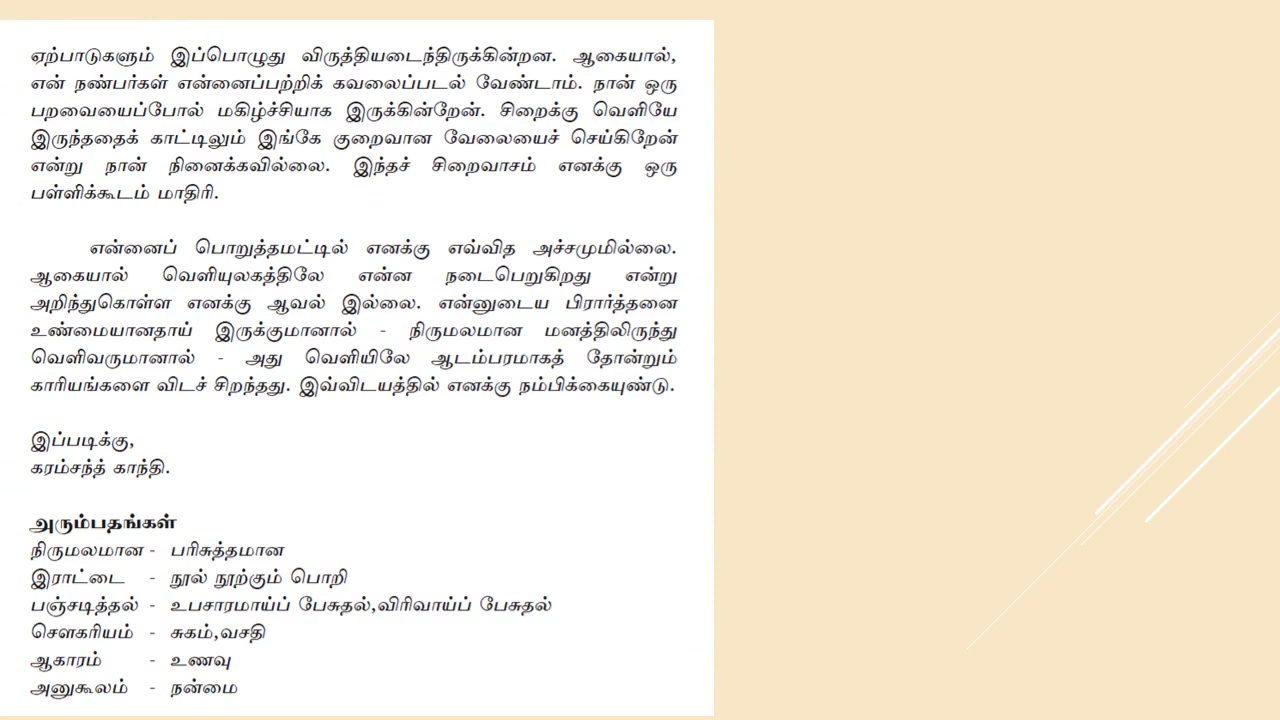 ஏற்பாடுகளும் இப்பொழுது விருத்தியடைந்திருக்கின்றன. ஆகையால்,
என் நண்பர்கள் என்னைப்பற்றிக் கவலைப்படல் வேண்டாம். நான் ஒரு
பறவையைப்போல் மகிழ்ச்சியாக இருக்கின்றேன். சிறைக்கு வெளியே
இருந்ததைக் காட்டிலும் இங்கே குறைவான வேலையைச் செய்கிறேன்
என்று நான் நினைக்கவில்லை. இந்தச் சிறைவாசம் எனக்கு ஒரு
பள்ளிக்கூடம் மாதிரி.
என்னைப் பொறுத்தமட்டில் எனக்கு எவ்வித அச்சமுமில்லை.
ஆகையால் வெளியுலகத்திலே என்ன நடைபெறுகிறது என்று
அறிந்துகொள்ள எனக்கு ஆவல் இல்லை. என்னுடைய பிரார்த்தனை
உண்மையானதாய் இருக்குமானால் - நிருமலமான மனத்திலிருந்து
வெளிவருமானால் - அது வெளியிலே ஆடம்பரமாகத் தோன்றும்
காரியங்களை விடச் சிறந்தது. இவ்விடயத்தில் எனக்கு நம்பிக்கையுண்டு.
இப்படிக்கு,
கரம்சந்த் காந்தி.
அரும்பதங்கள்
நிருமலமான - பரிசுத்தமான
இராட்டை - நூல் நூற்கும் பொறி
பஞ்சடித்தல் - உபசாரமாய்ப் பேசுதல்,விரிவாய்ப் பேசுதல்
சௌகரியம் - சுகம்,வசதி
ஆகாரம் - உணவு
அனுகூலம் - நன்மை